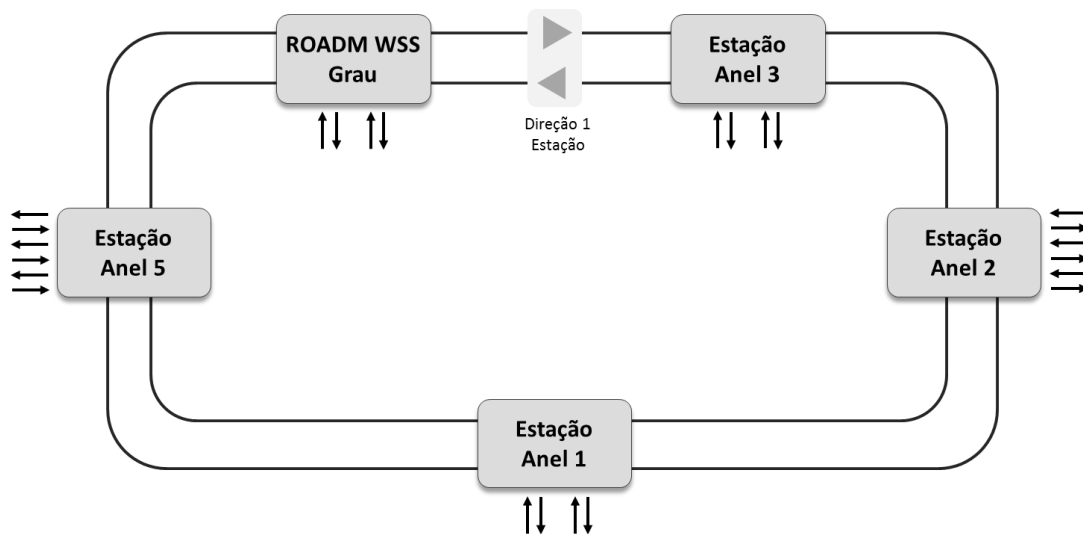 ROADM WSS
Grau
Estação
Anel 3
Direção 1
Estação
Estação
Anel 5
Estação
Anel 2
Estação
Anel 1